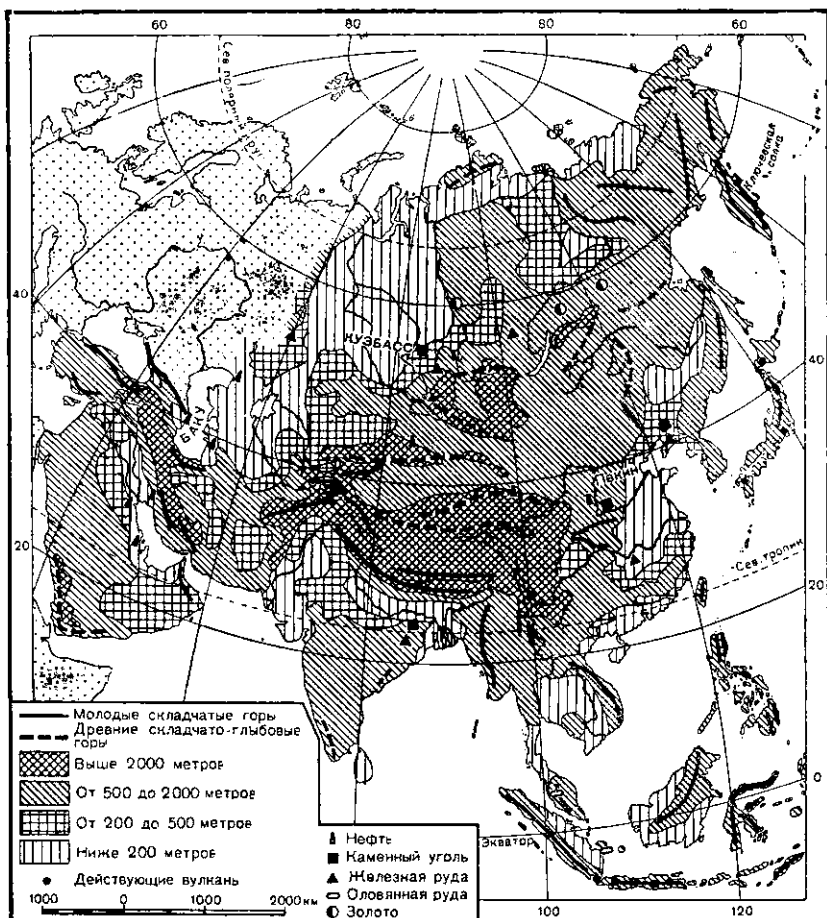 60
80
80
60
Сев полярный круг
Ключевская сопка
40
КУЗБАСС
БАКУ
40
20
Сев. тропик
20
0
Экватор
100
120
Молодые складчатые горы
Древние складчато-глыбовые
горы
Выше 2000 метров
От 500 до 2000 метров
От 200 до 500 метров
Ниже 200 метров
Действующие вулканы
1000 0 1000 2000 км
Нефть
Каменный уголь
Железная руда
Оловянная руда
Золото